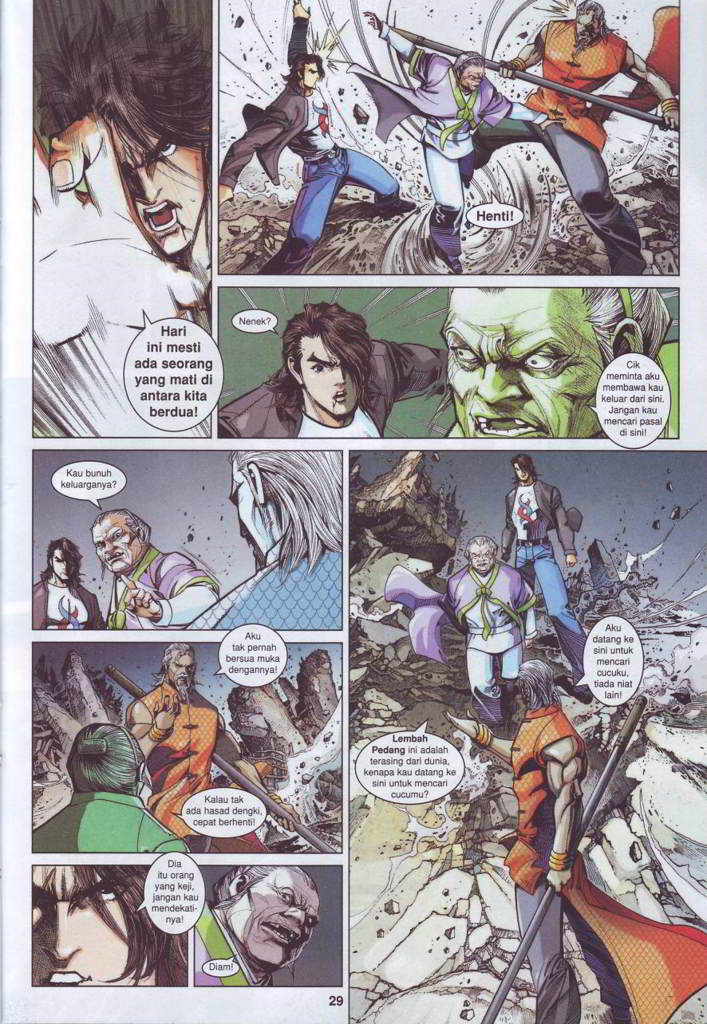 Hari
ini mesti
ada seorang
yang mati di
antara kita
berdua!
Henti!
Nenek?
Cik
meminta aku
membawa kau
keluar dari sini.
Jangan kau
mencari pasal
di sini!
Kau bunuh
keluarganya?
Aku
tak pernah
bersua muka
dengannya!
Kalau tak
ada hasad dengki,
cepat berhenti!
Dia
itu orang
yang keji,
jangan kau
mendekati-
nya!
Diam!
Aku
datang ke
sini untuk
mencari
cucuku,
tiada niat
lain!
Lembah
Pedang ini adalah
terasing dari dunia,
kenapa kau datang ke
sini untuk mencari
cucumu?
29